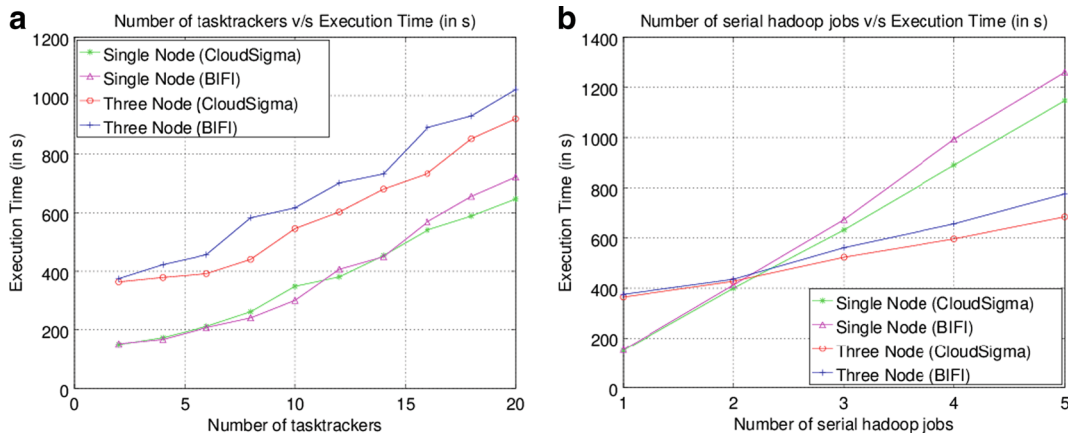 a
Number of tasktrackers v/s Execution Time (in s)
1200
1000
800
600
400
200
0
Execution Time (in s)
Single Node (CloudSigma)
Single Node (BIFI)
Three Node (CloudSigma)
Three Node (BIFI)
0 5 10 15 20
Number of tasktrackers
b
Number of serial hadoop jobs v/s Execution Time (in s)
1400
1200
1000
800
600
400
200
0
Execution Time (in s)
Single Node (CloudSigma)
Single Node (BIFI)
Three Node (CloudSigma)
Three Node (BIFI)
1 2 3 4 5
Number of serial hadoop jobs